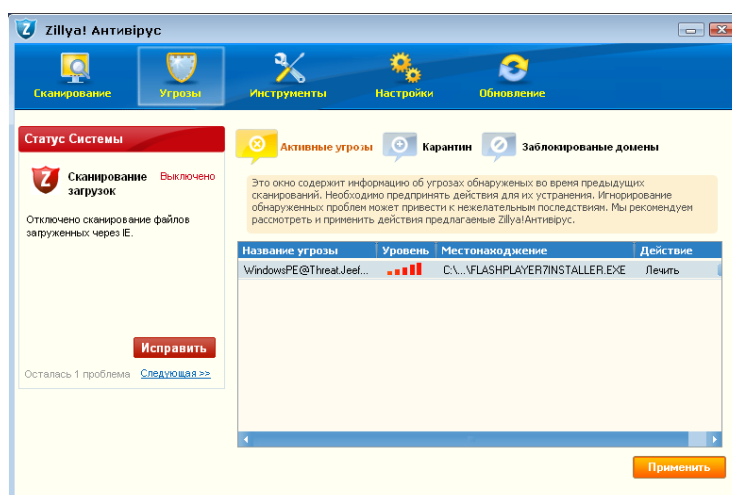 Zillya! Антивірус
Сканирование
Угрозы
Инструменты
Настройки
Обновление
Статус Системы
Сканирование загрузок
Выключено
Отключено сканирование файлов
загруженных через IE.
Исправить
Осталась 1 проблема
Следующая >>
Активные угрозы
Карантин
Заблокированые домены
Это окно содержит информацию об угрозах обнаруженых во время предыдущих
сканирований. Необходимо предпринять действия для их устранения. Игнорирование
обнаруженных проблем может привести к нежелательным последствиям. Мы рекомендуем
рассмотреть и применить действия предлагаемые Zillya!Антивірус.
Название угрозы
Уровень
Местонахождение
Действие
WindowsPE@Threat.Jeef...
C:\...\FLASHPLAYER7INSTALLER.EXE
Лечить
Применить